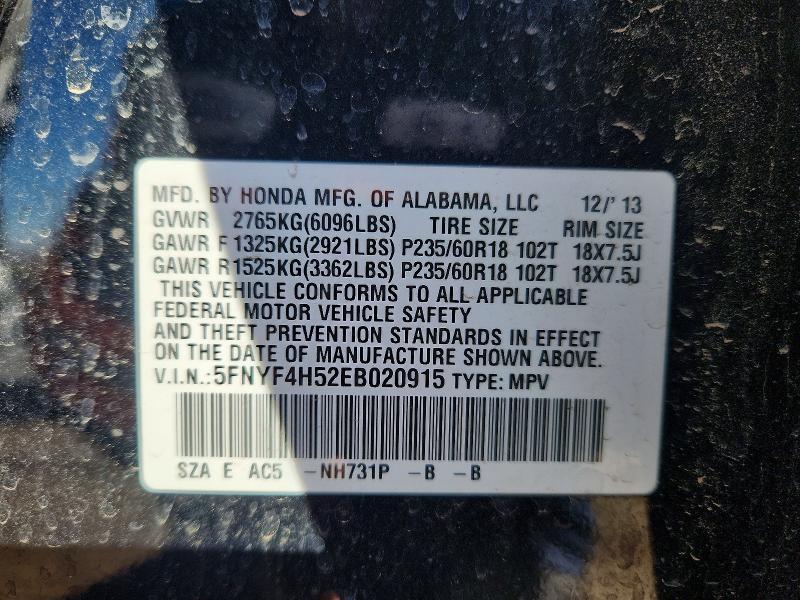 MFD. BY HONDA MFG. OF ALABAMA, LLC 12/'13
GVWR 2765KG(6096LBS) TIRE SIZE RIM SIZE
GAWR F 1325KG(2921LBS) P235/60R18 102T 18X7.5J
GAWR R1525KG(3362LBS) P235/60R18 102T 18X7.5J
THIS VEHICLE CONFORMS TO ALL APPLICABLE
FEDERAL MOTOR VEHICLE SAFETY
AND THEFT PREVENTION STANDARDS IN EFFECT
ON THE DATE OF MANUFACTURE SHOWN ABOVE.
V.I.N.:5FNYF4H52EB020915 TYPE: MPV
SZA E AC5 -NH731P -B -B